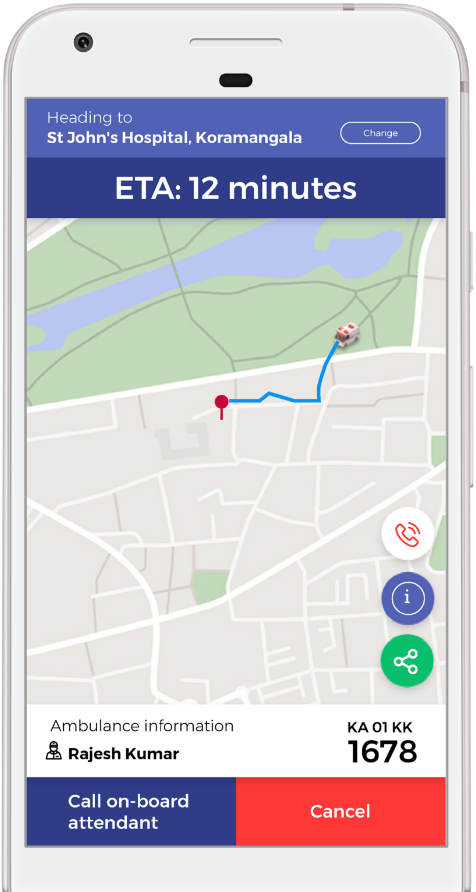 Heading to
St John's Hospital, Koramangala
Change
ETA: 12 minutes
i
Ambulance information
Rajesh Kumar
KA 01 KK
1678
Call on-board
attendant
Cancel